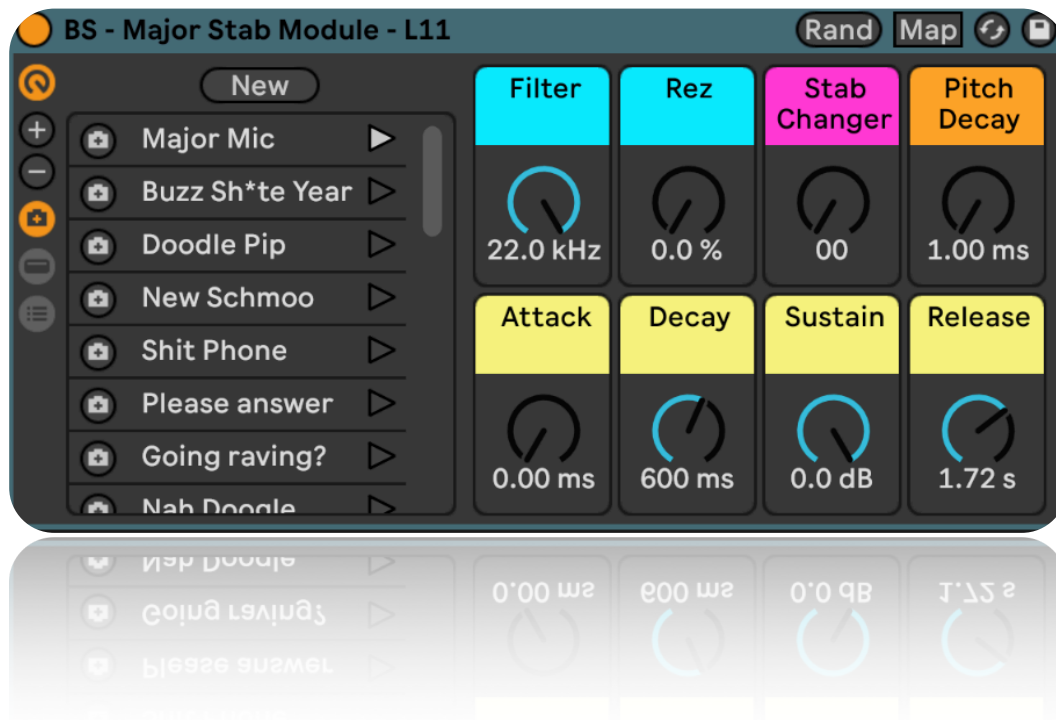 BS - Major Stab Module - L11
Rand
Map
New
Major Mic
Buzz Sh*te Year
Doodle Pip
New Schmoo
Shit Phone
Please answer
Going raving?
Nah Doogle
Filter
22.0 kHz
Rez
0.0 %
Stab
Changer
00
Pitch
Decay
1.00 ms
Attack
0.00 ms
Decay
600 ms
Sustain
0.0 dB
Release
1.72 s